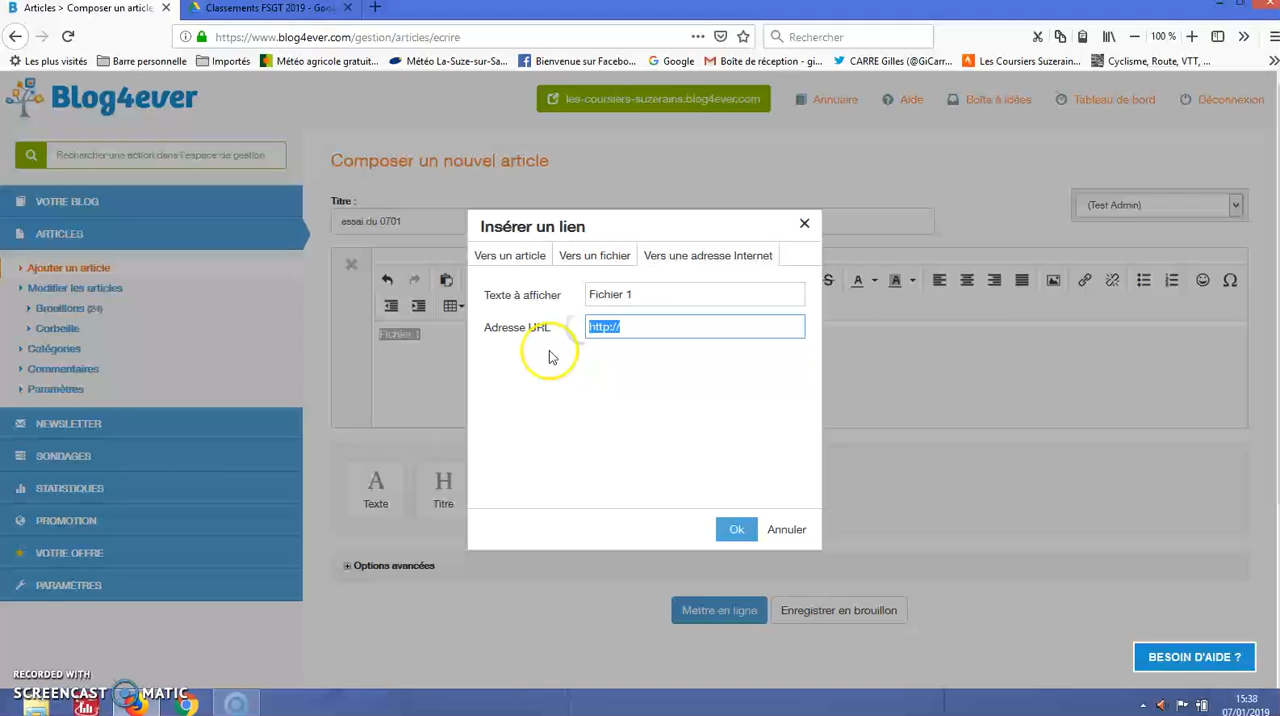 Articles > Composer un article
Classements FSGT 2019 - Goo
https://www.blog4ever.com/gestion/articles/ecrire
Rechercher
100 %
Les plus visités
Barre personnelle
Importés
Météo agricole gratuit...
Météo La-Suze-sur-Sa...
Bienvenue sur Facebo...
Google
Boîte de réception - gi...
CARRE Gilles (@GiCarr...
Les Coursiers Suzerain...
Cyclisme, Route, VTT, ...
Blog4ever
les-coursiers-suzerains.blog4ever.com
Annuaire
Aide
Boîte à idées
Tableau de bord
Déconnexion
Rechercher une action dans l'espace de gestion
VOTRE BLOG
ARTICLES
Ajouter un article
Modifier les articles
Brouillons (24)
Corbeille
Catégories
Commentaires
Paramètres
NEWSLETTER
SONDAGES
STATISTIQUES
PROMOTION
VOTRE OFFRE
PARAMÈTRES
Composer un nouvel article
Titre :
essai du 0701
(Test Admin)
Fichier 1
Insérer un lien
Vers un article
Vers un fichier
Vers une adresse Internet
Texte à afficher
Fichier 1
Adresse URL
http://
Ok
Annuler
A
Texte
H
Titre
Options avancées
Mettre en ligne
Enregistrer en brouillon
BESOIN D'AIDE ?
RECORDED WITH
SCREENCAST MATIC
15:38
07/01/2019